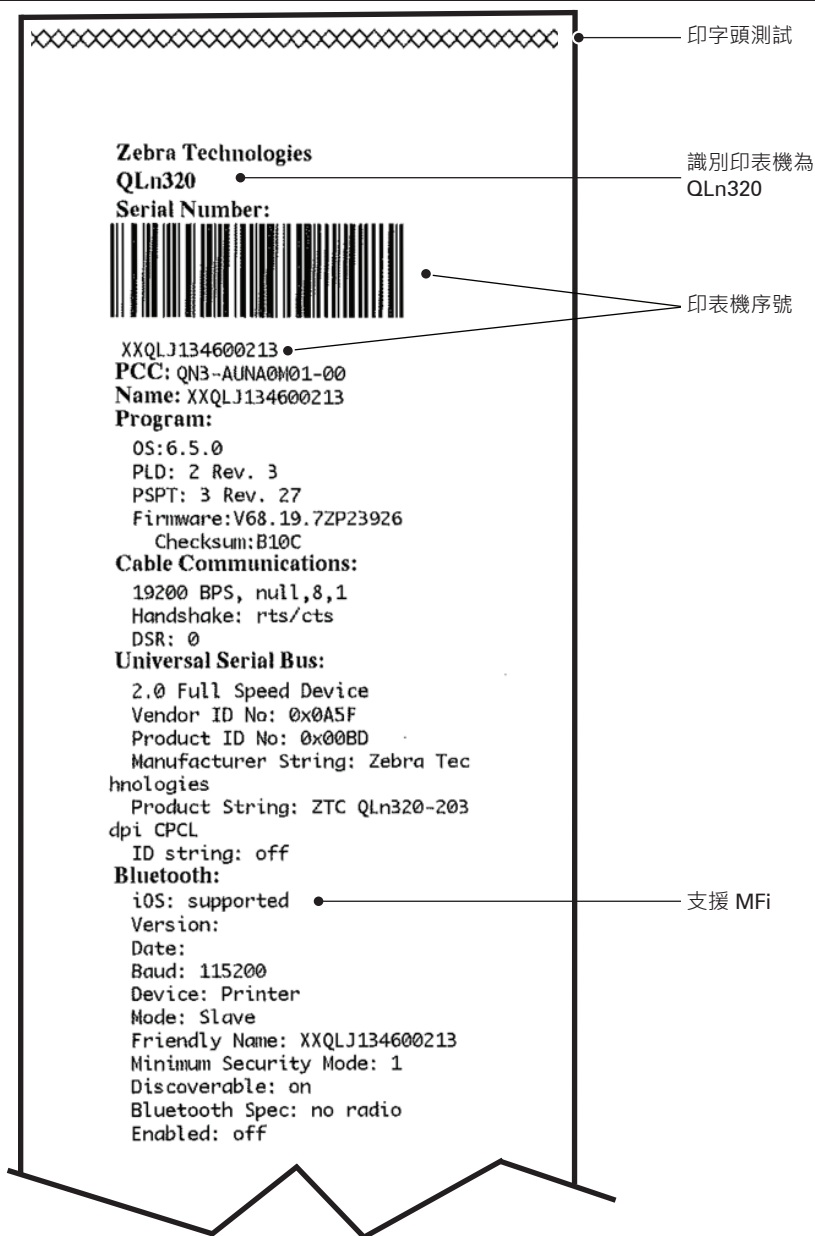 印字頭測試
Zebra Technologies
QLn320
識別印表機為
QLn320
Serial Number:
印表機序號
XXQLJ134600213
PCC: QN3-AUNA0M01-00
Name: XXQLJ134600213
Program:
OS:6.5.0
PLD: 2 Rev. 3
PSPT: 3 Rev. 27
Firmware:V68.19.7ZP23926
Checksum:B10C
Cable Communications:
19200 BPS, null,8,1
Handshake: rts/cts
DSR: 0
Universal Serial Bus:
2.0 Full Speed Device
Vendor ID No: 0x0A5F
Product ID No: 0x00BD
Manufacturer String: Zebra Tec
hnologies
Product String: ZTC QLn320-203
dpi CPCL
ID string: off
Bluetooth:
iOS: supported
支援 MFi
Version:
Date:
Baud: 115200
Device: Printer
Mode: Slave
Friendly Name: XXQLJ134600213
Minimum Security Mode: 1
Discoverable: on
Bluetooth Spec: no radio
Enabled: off